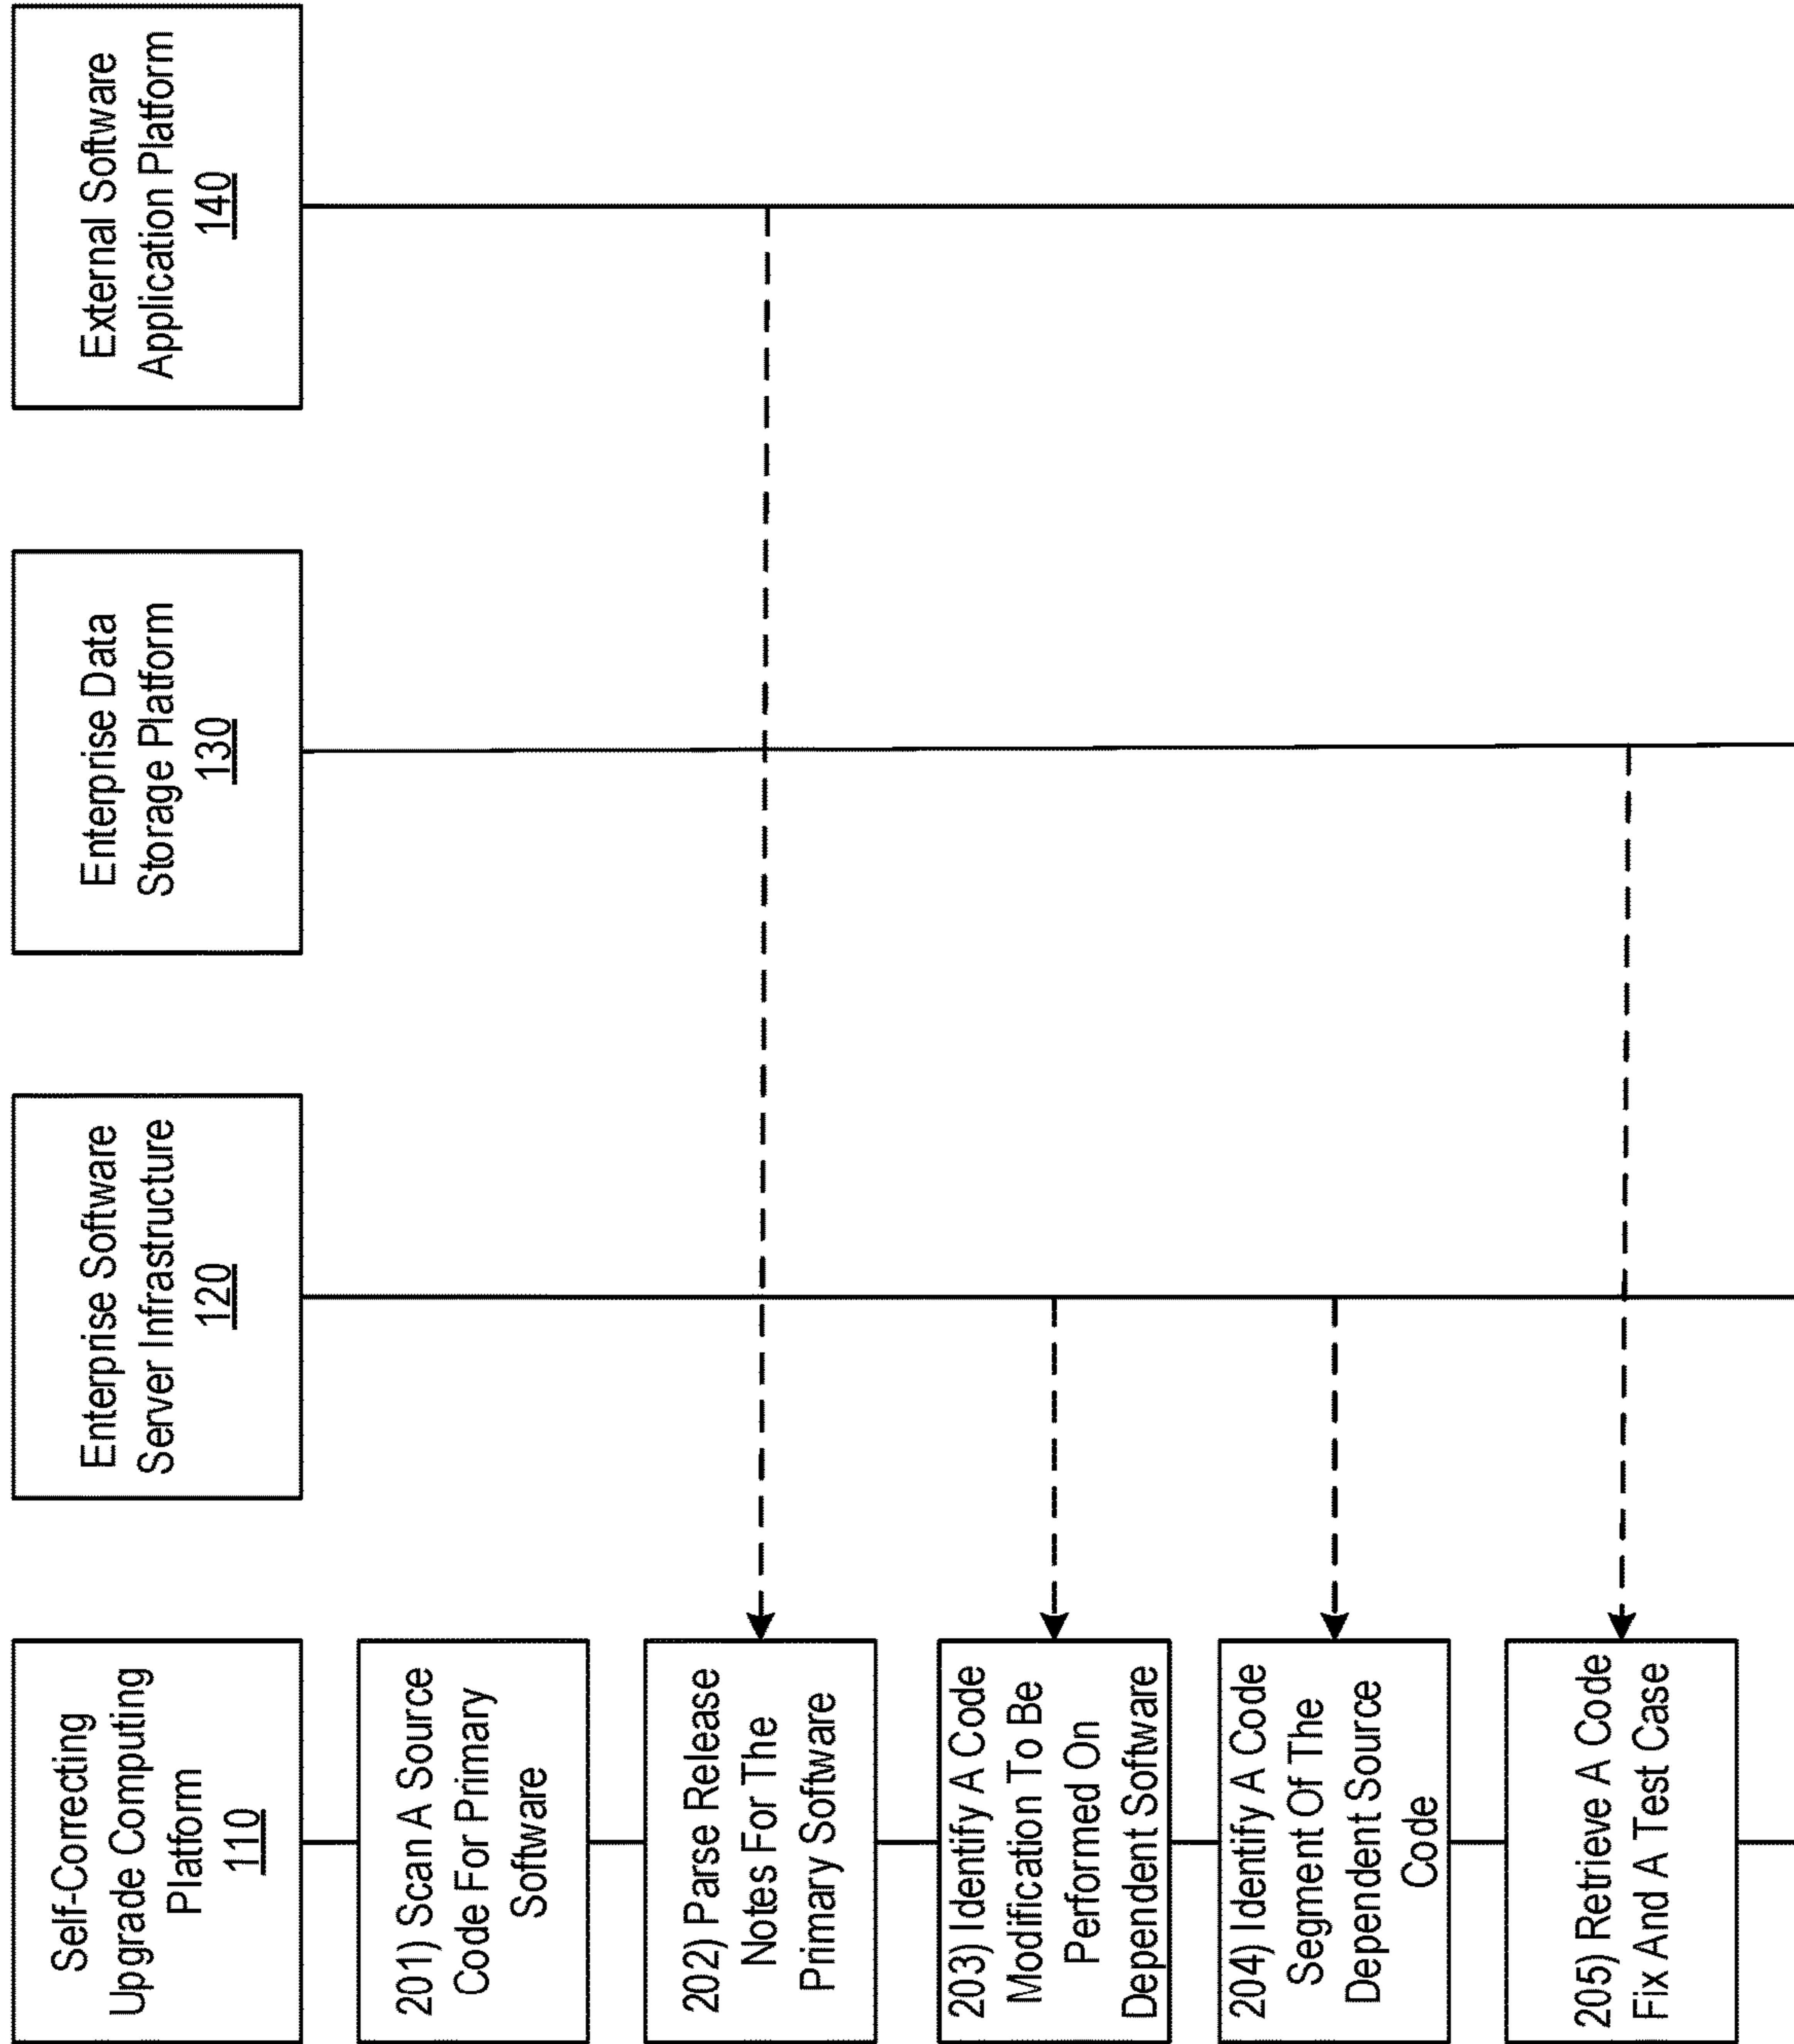 Self-Correcting
Upgrade Computing
Platform
110
Enterprise Software
Server Infrastructure
120
Enterprise Data
Storage Platform
130
External Software
Application Platform
140
201) Scan A Source
Code For Primary
Software
202) Parse Release
Notes For The
Primary Software
203) Identify A Code
Modification To Be
Performed On
Dependent Software
204) Identify A Code
Segment Of The
Dependent Source
Code
205) Retrieve A Code
Fix And A Test Case